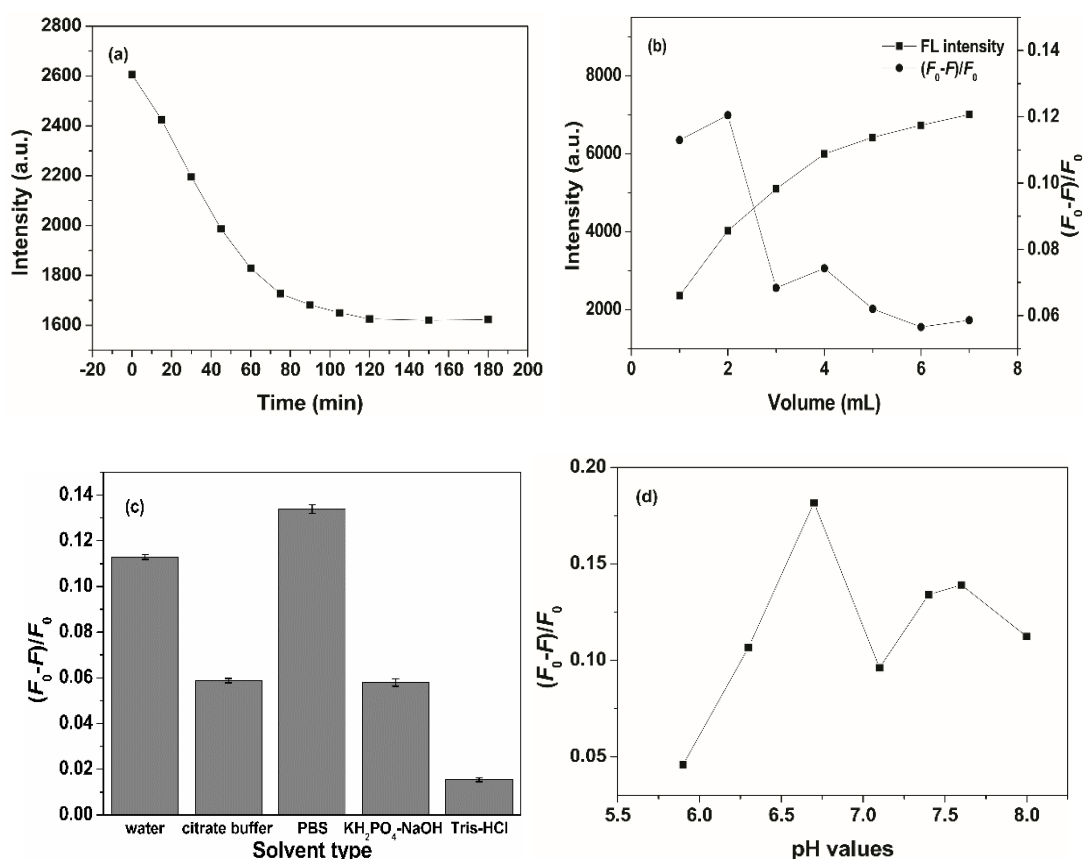 (a)
2800
2600
2400
2200
2000
1800
1600
Intensity (a.u.)
-20 0 20 40 60 80 100 120 140 160 180 200
Time (min)
(b)
FL intensity
(F₀-F)/F₀
8000
6000
4000
2000
Intensity (a.u.)
0.14
0.12
0.10
0.08
0.06
(F₀-F)/F₀
0 2 4 6 8
Volume (mL)
(c)
0.14
0.12
0.10
0.08
0.06
0.04
0.02
0.00
(F₀-F)/F₀
water citrate buffer PBS KH₂PO₄-NaOH Tris-HCl
Solvent type
(d)
0.20
0.15
0.10
0.05
(F₀-F)/F₀
5.5 6.0 6.5 7.0 7.5 8.0
pH values